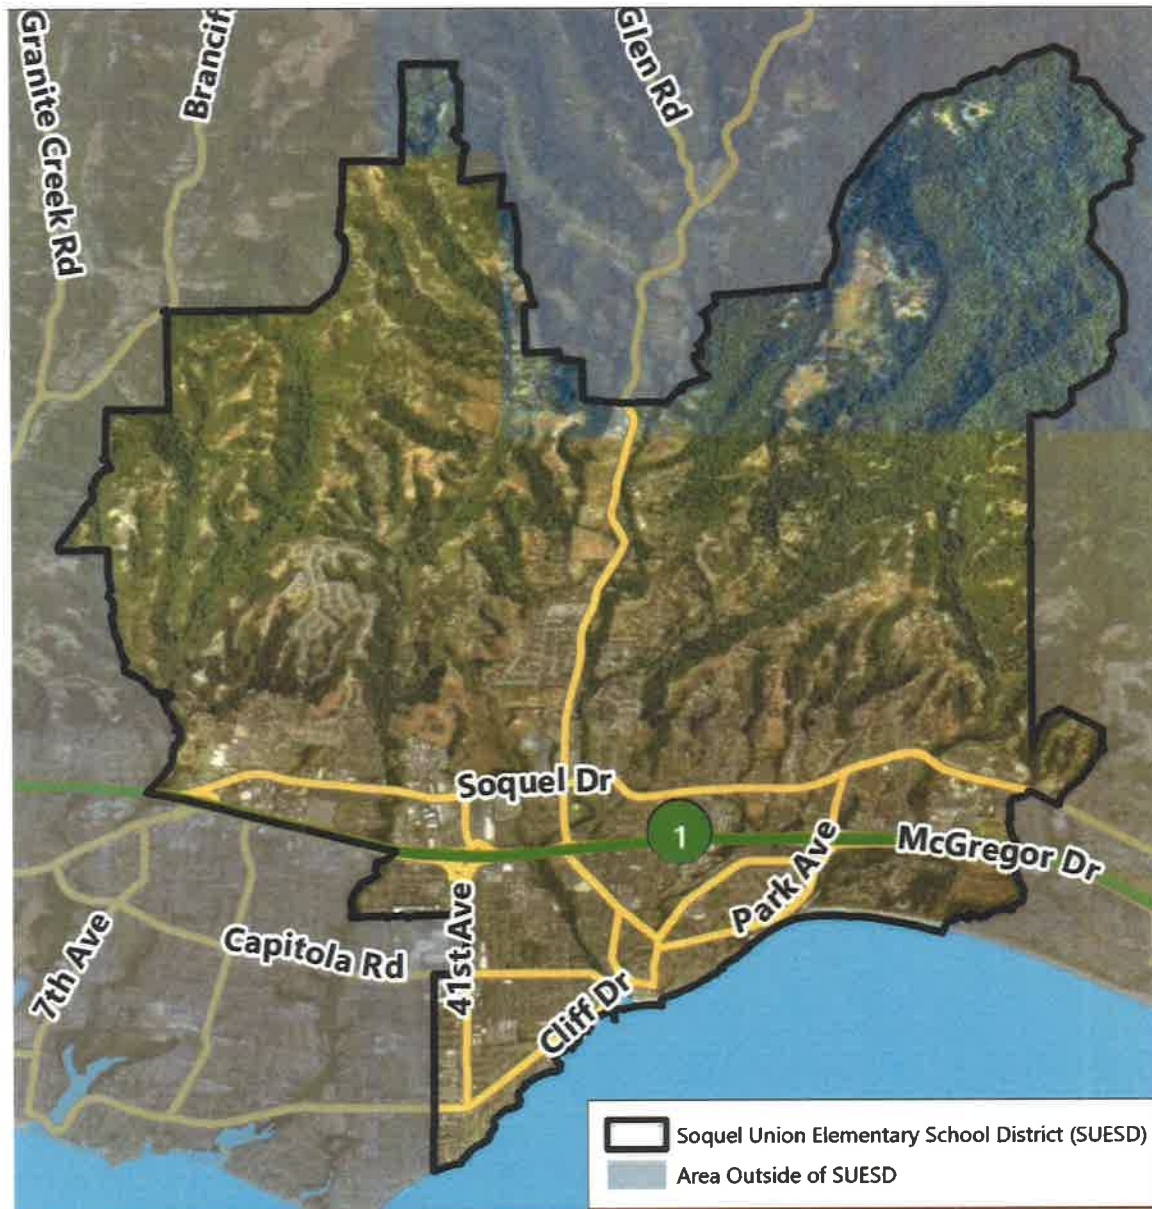 Granite Creek Rd
Brancif
Glen Rd
Soquel Dr
1
McGregor Dr
Park Ave
41st Ave
7th Ave
Capitola Rd
Cliff Dr
Soquel Union Elementary School District (SUESD)
Area Outside of SUESD